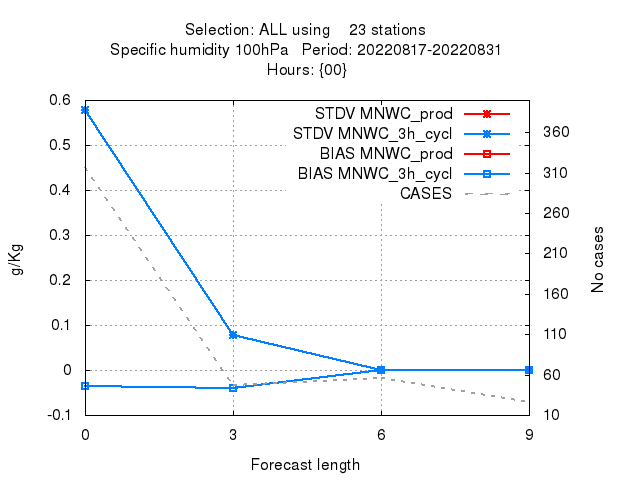 Selection: ALL using 23 stations
Specific humidity 100hPa Period: 20220817-20220831
Hours: {00}
STDV MNWC_prod
STDV MNWC_3h_cycl
BIAS MNWC_prod
BIAS MNWC_3h_cycl
CASES
0.6
0.5
0.4
0.3
0.2
0.1
0
-0.1
g/Kg
360
310
260
210
160
110
60
10
No cases
0 3 6 9
Forecast length